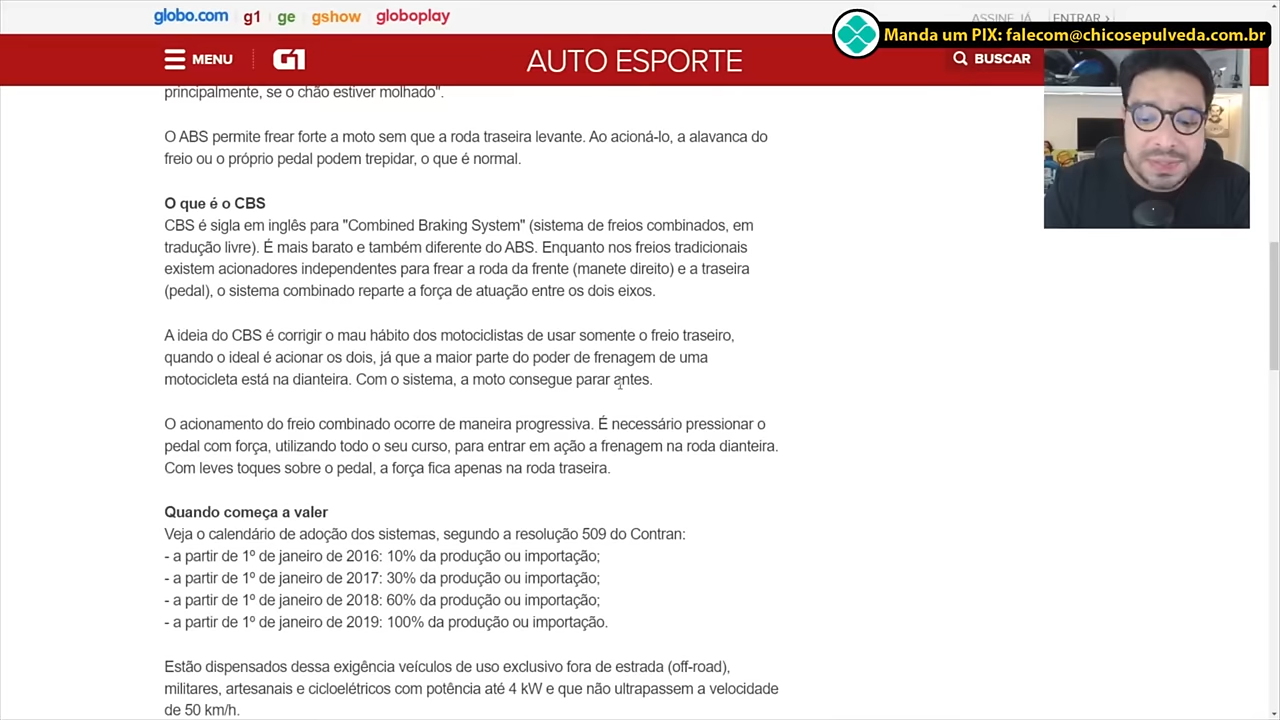 globo.com g1 ge gshow globoplay
ASSINE JÁ ENTRAR ›
Manda um PIX: falecom@chicosepulveda.com.br
MENU G1 AUTO ESPORTE BUSCAR
principalmente, se o chão estiver molhado".
O ABS permite frear forte a moto sem que a roda traseira levante. Ao acioná-lo, a alavanca do
freio ou o próprio pedal podem trepidar, o que é normal.
O que é o CBS
CBS é sigla em inglês para "Combined Braking System" (sistema de freios combinados, em
tradução livre). É mais barato e também diferente do ABS. Enquanto nos freios tradicionais
existem acionadores independentes para frear a roda da frente (manete direito) e a traseira
(pedal), o sistema combinado reparte a força de atuação entre os dois eixos.
A ideia do CBS é corrigir o mau hábito dos motociclistas de usar somente o freio traseiro,
quando o ideal é acionar os dois, já que a maior parte do poder de frenagem de uma
motocicleta está na dianteira. Com o sistema, a moto consegue parar antes.
O acionamento do freio combinado ocorre de maneira progressiva. É necessário pressionar o
pedal com força, utilizando todo o seu curso, para entrar em ação a frenagem na roda dianteira.
Com leves toques sobre o pedal, a força fica apenas na roda traseira.
Quando começa a valer
Veja o calendário de adoção dos sistemas, segundo a resolução 509 do Contran:
- a partir de 1º de janeiro de 2016: 10% da produção ou importação;
- a partir de 1º de janeiro de 2017: 30% da produção ou importação;
- a partir de 1º de janeiro de 2018: 60% da produção ou importação;
- a partir de 1º de janeiro de 2019: 100% da produção ou importação.
Estão dispensados dessa exigência veículos de uso exclusivo fora de estrada (off-road),
militares, artesanais e cicloelétricos com potência até 4 kW e que não ultrapassem a velocidade
de 50 km/h.